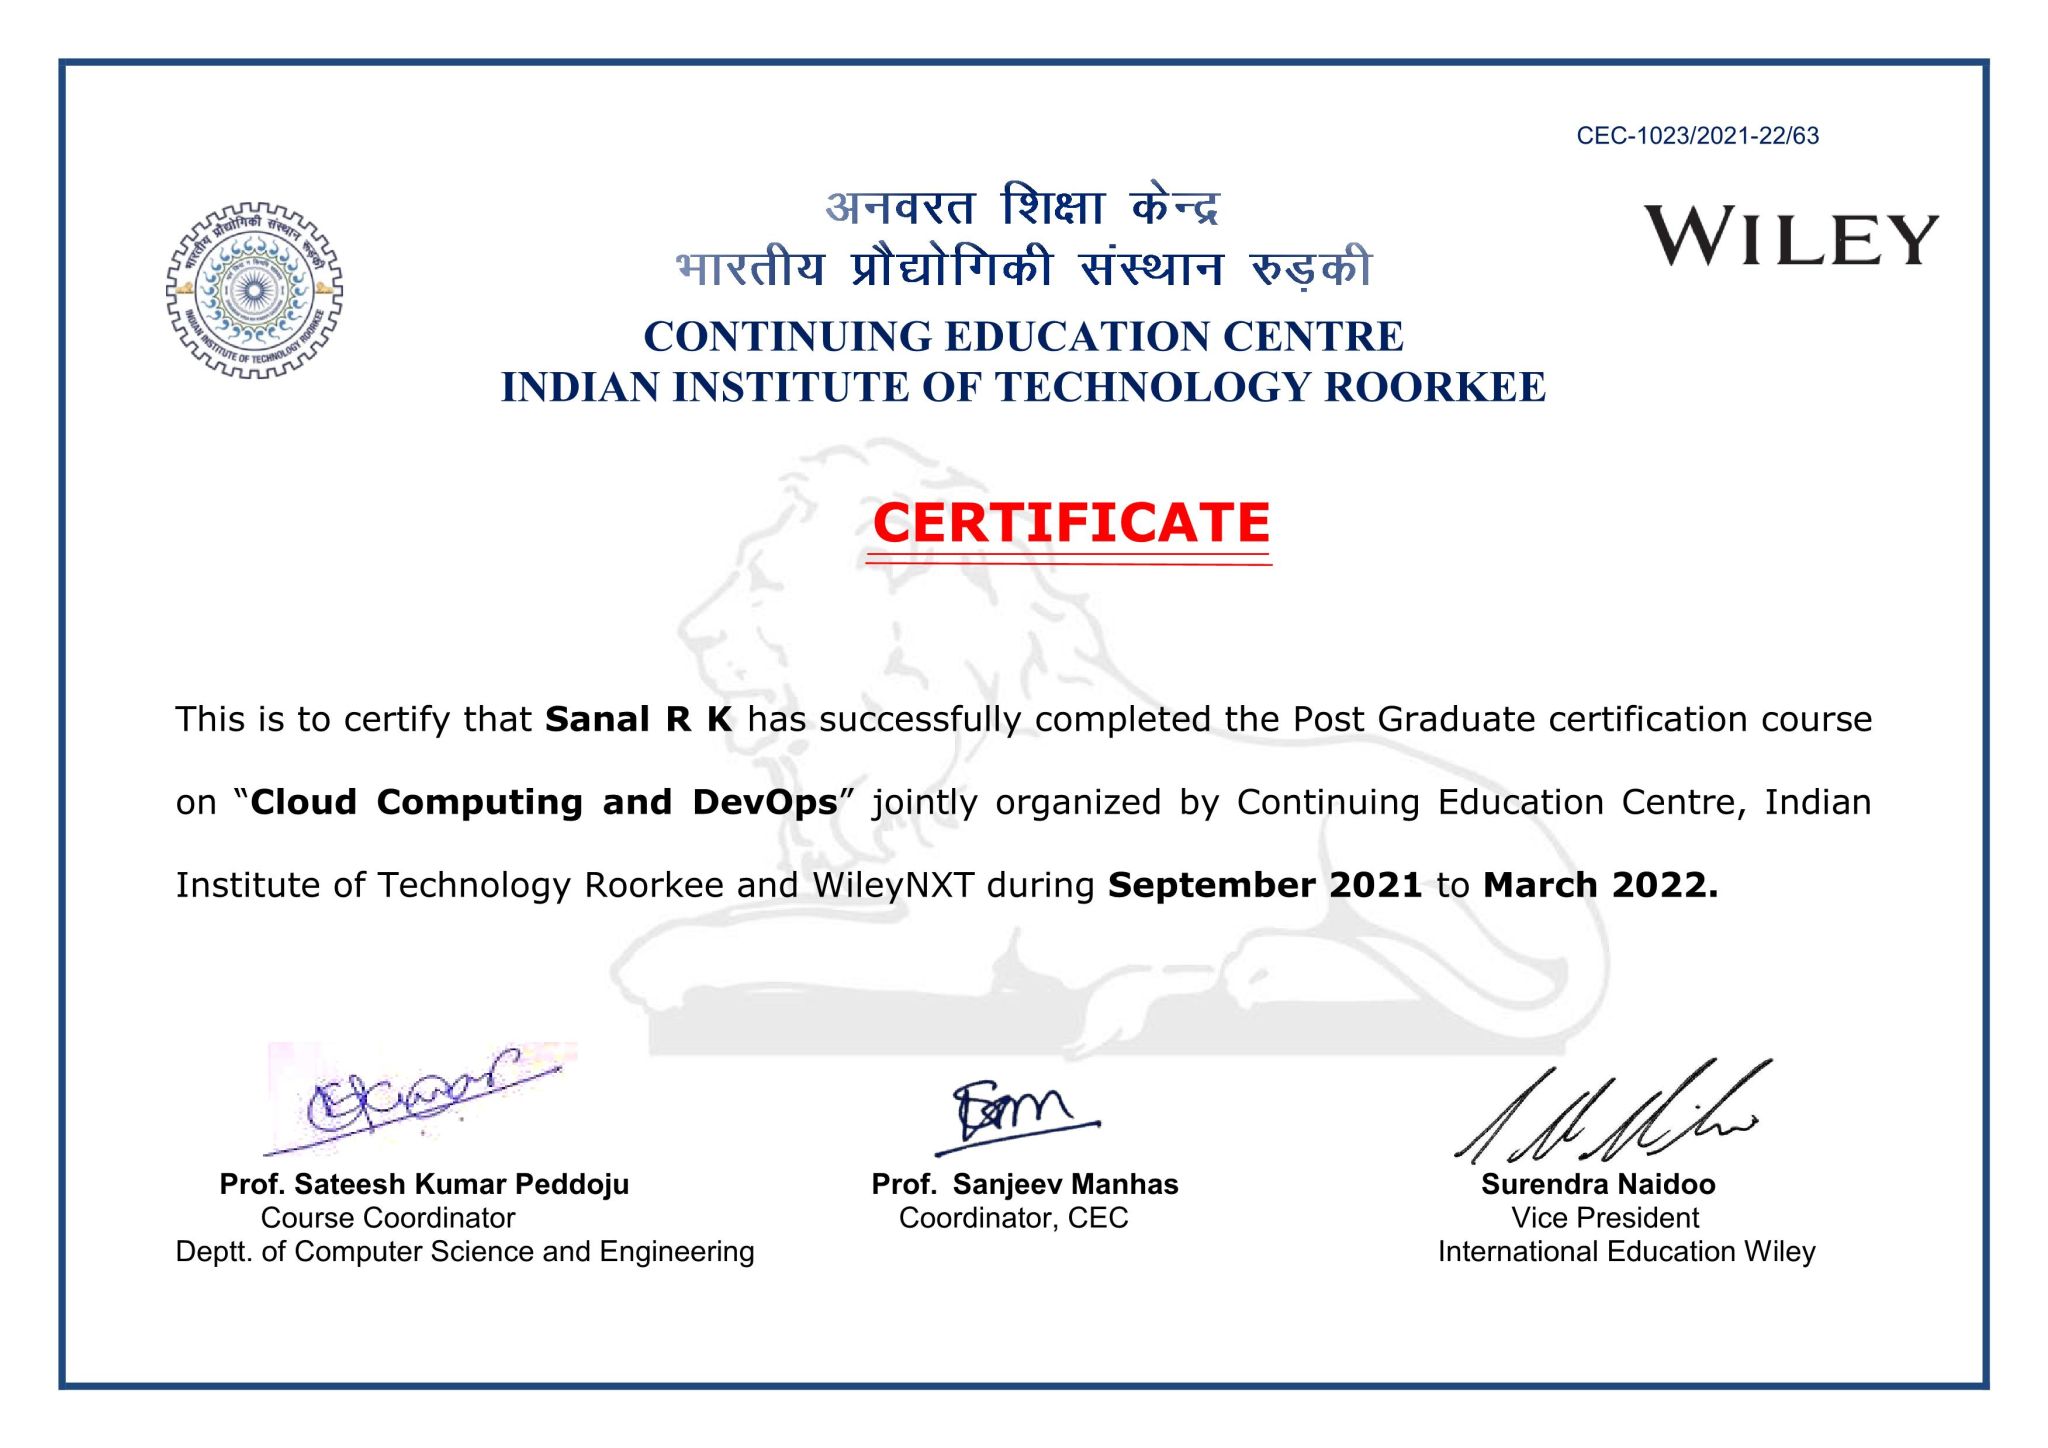 CEC-1023/2021-22/63
अनवरत शिक्षा केन्द्र
भारतीय प्रौद्योगिकी संस्थान रुड़की
WILEY
CONTINUING EDUCATION CENTRE
INDIAN INSTITUTE OF TECHNOLOGY ROORKEE
भारतीय प्रौद्योगिकी संस्थान रुड़की
INDIAN INSTITUTE OF TECHNOLOGY ROORKEE
CERTIFICATE
This is to certify that Sanal R K has successfully completed the Post Graduate certification course
on “Cloud Computing and DevOps” jointly organized by Continuing Education Centre, Indian
Institute of Technology Roorkee and WileyNXT during September 2021 to March 2022.
Prof. Sateesh Kumar Peddoju
Course Coordinator
Deptt. of Computer Science and Engineering
Prof. Sanjeev Manhas
Coordinator, CEC
Surendra Naidoo
Vice President
International Education Wiley